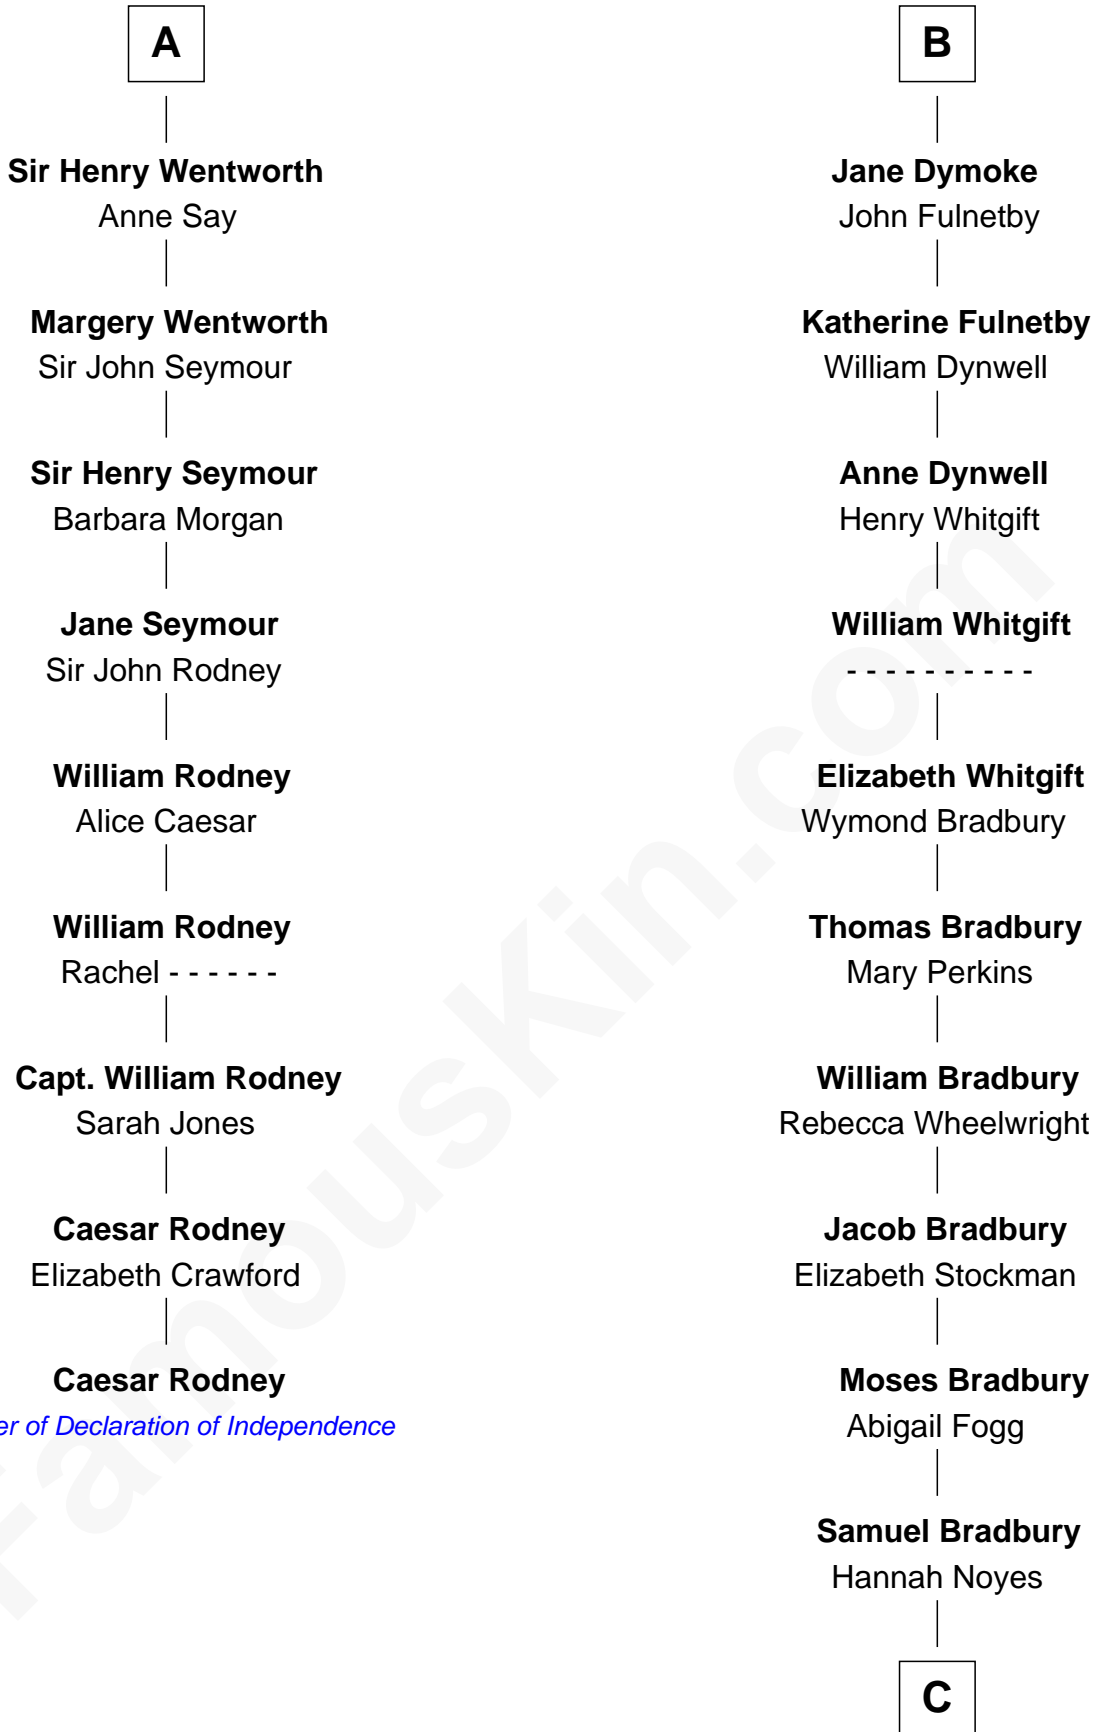 A
Sir Henry Wentworth
Anne Say
Margery Wentworth
Sir John Seymour
Sir Henry Seymour
Barbara Morgan
Jane Seymour
Sir John Rodney
William Rodney
Alice Caesar
William Rodney
Rachel - - - - - -
Capt. William Rodney
Sarah Jones
Caesar Rodney
Elizabeth Crawford
Caesar Rodney
er of Declaration of Independence
B
Jane Dymoke
John Fulnetby
Katherine Fulnetby
William Dynwell
Anne Dynwell
Henry Whitgift
William Whitgift
- - - - - - - - - -
Elizabeth Whitgift
Wymond Bradbury
Thomas Bradbury
Mary Perkins
William Bradbury
Rebecca Wheelwright
Jacob Bradbury
Elizabeth Stockman
Moses Bradbury
Abigail Fogg
Samuel Bradbury
Hannah Noyes
C
FamousKin.com